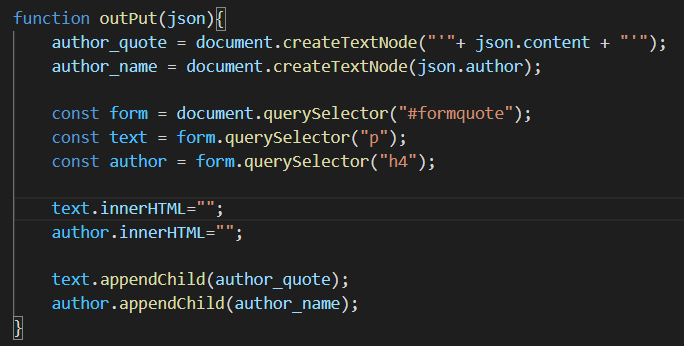 function outPut(json){
    author_quote = document.createTextNode("'"+ json.content + "'");
    author_name = document.createTextNode(json.author);

    const form = document.querySelector("#formquote");
    const text = form.querySelector("p");
    const author = form.querySelector("h4");

    text.innerHTML="";
    author.innerHTML="";

    text.appendChild(author_quote);
    author.appendChild(author_name);
}